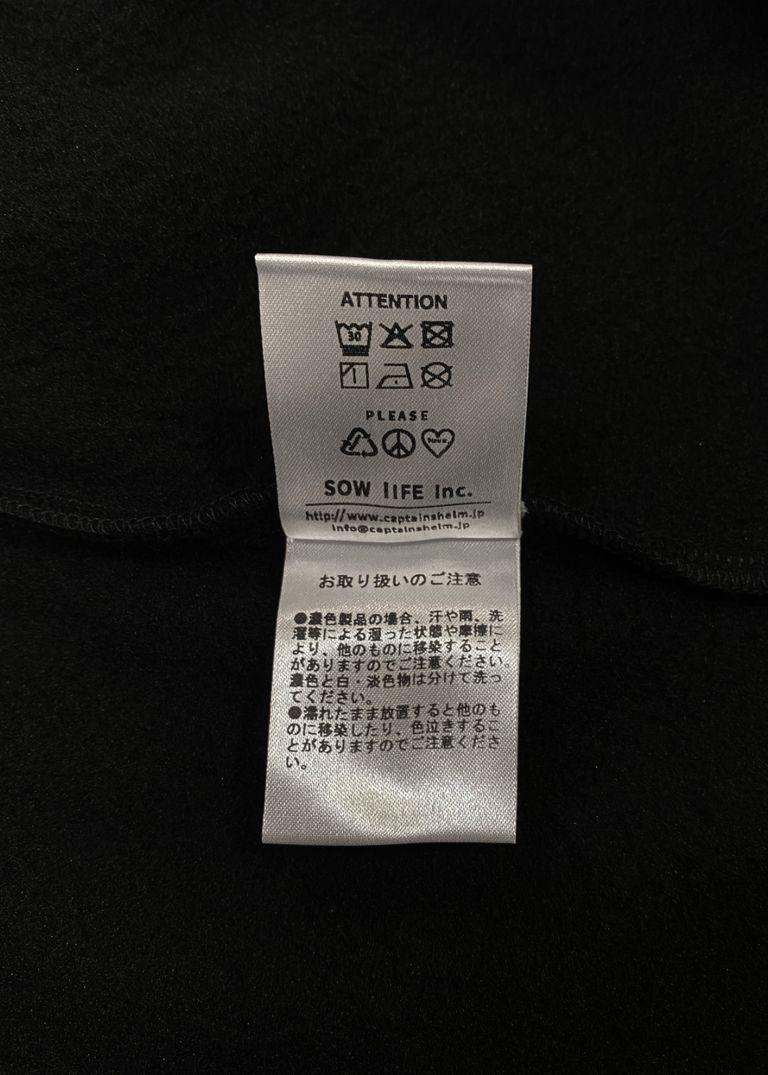 ATTENTION
30
PLEASE
love.
SOW lIFE Inc.
http://www.captainshelm.jp
info@captainshelm.jp
お取り扱いのご注意
●濃色製品の場合、汗や雨、洗
濯等による湿った状態や摩擦に
より、他のものに移染すること
がありますのでご注意ください。
濃色と白・淡色物は分けて洗っ
てください。
●濡れたまま放置すると他のも
のに移染したり、色泣きするこ
とがありますのでご注意くださ
い。